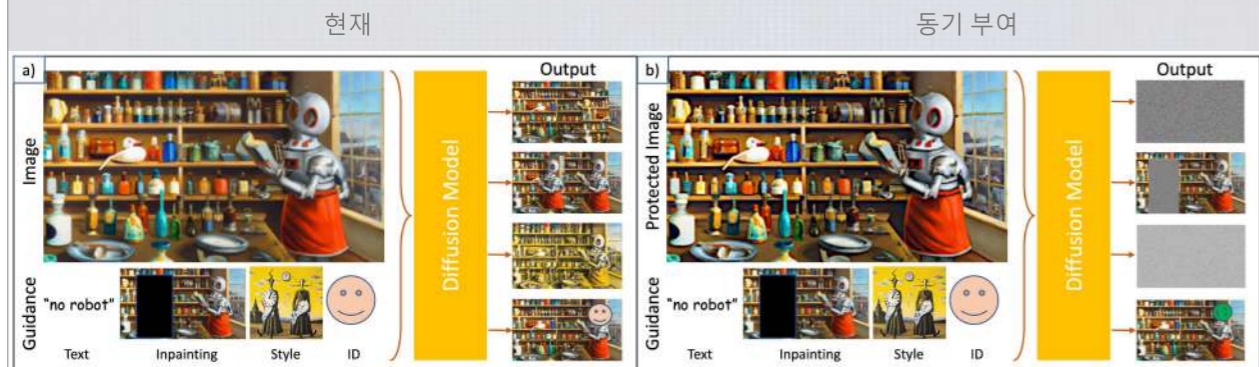 현재
동기 부여
a)
Image
Guidance
"no robot"
Text
Inpainting
Style
ID
Diffusion Model
Output
b)
Protected Image
Guidance
"no robot"
Text
Inpainting
Style
ID
Diffusion Model
Output